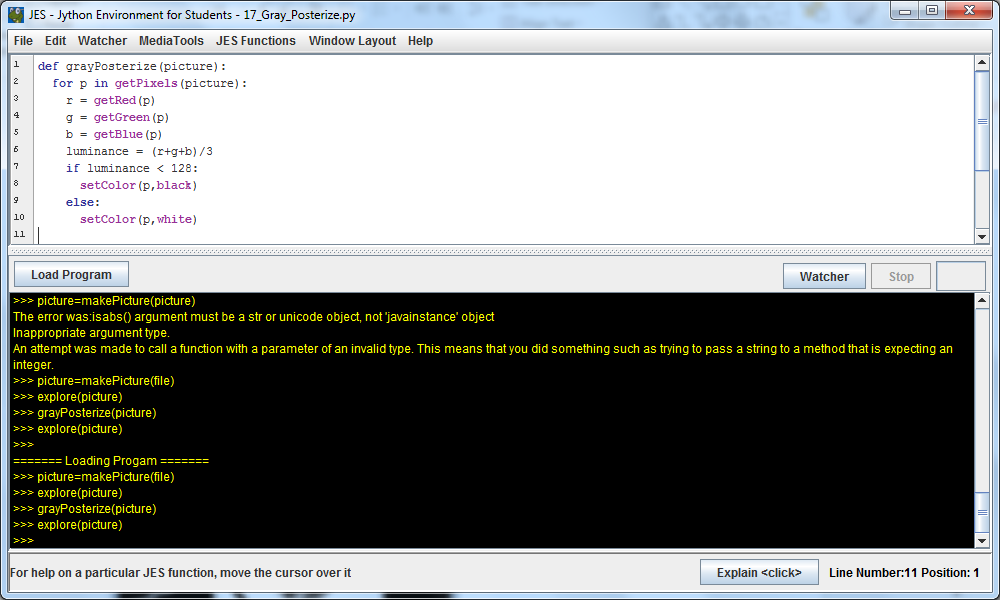 JES - Jython Environment for Students - 17_Gray_Posterize.py
File Edit Watcher MediaTools JES Functions Window Layout Help
1 def grayPosterize(picture):
2 for p in getPixels(picture):
3 r = getRed(p)
4 g = getGreen(p)
5 b = getBlue(p)
6 luminance = (r+g+b)/3
7 if luminance < 128:
8 setColor(p,black)
9 else:
10 setColor(p,white)
11
Load Program Watcher Stop
>>> picture=makePicture(picture)
The error was:isabs() argument must be a str or unicode object, not 'javainstance' object
Inappropriate argument type.
An attempt was made to call a function with a parameter of an invalid type. This means that you did something such as trying to pass a string to a method that is expecting an
integer.
>>> picture=makePicture(file)
>>> explore(picture)
>>> grayPosterize(picture)
>>> explore(picture)
>>>
======= Loading Progam =======
>>> picture=makePicture(file)
>>> explore(picture)
>>> grayPosterize(picture)
>>> explore(picture)
>>>
For help on a particular JES function, move the cursor over it Explain <click> Line Number:11 Position: 1